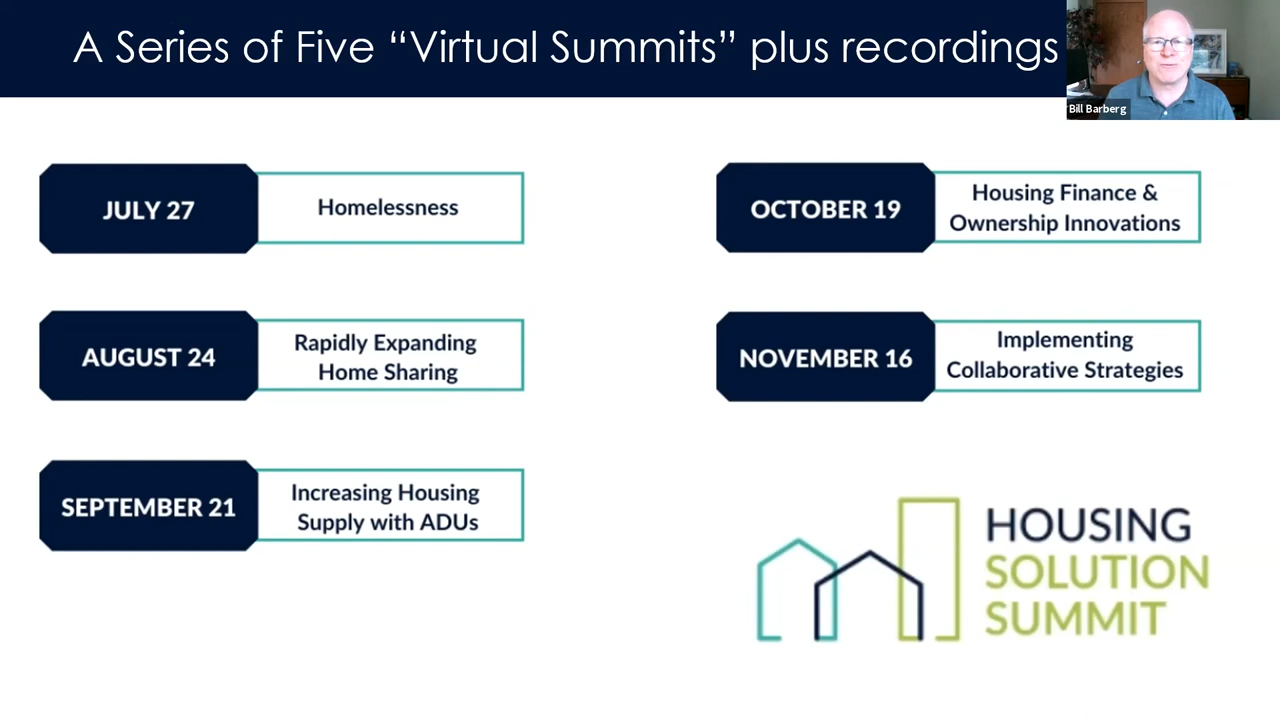 A Series of Five “Virtual Summits” plus recordings
Bill Barberg
JULY 27
Homelessness
AUGUST 24
Rapidly Expanding
Home Sharing
SEPTEMBER 21
Increasing Housing
Supply with ADUs
OCTOBER 19
Housing Finance &
Ownership Innovations
NOVEMBER 16
Implementing
Collaborative Strategies
HOUSING
SOLUTION
SUMMIT